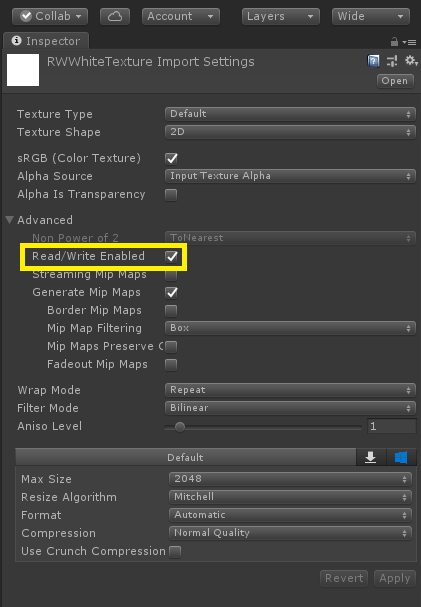 Collab Account Layers Wide
Inspector
RWWhiteTexture Import Settings
Open
Texture Type Default
Texture Shape 2D
sRGB (Color Texture)
Alpha Source Input Texture Alpha
Alpha Is Transparency
Advanced
Non Power of 2 ToNearest
Read/Write Enabled
Streaming Mip Maps
Generate Mip Maps
Border Mip Maps
Mip Map Filtering Box
Mip Maps Preserve C
Fadeout Mip Maps
Wrap Mode Repeat
Filter Mode Bilinear
Aniso Level 1
Default
Max Size 2048
Resize Algorithm Mitchell
Format Automatic
Compression Normal Quality
Use Crunch Compression
Revert Apply